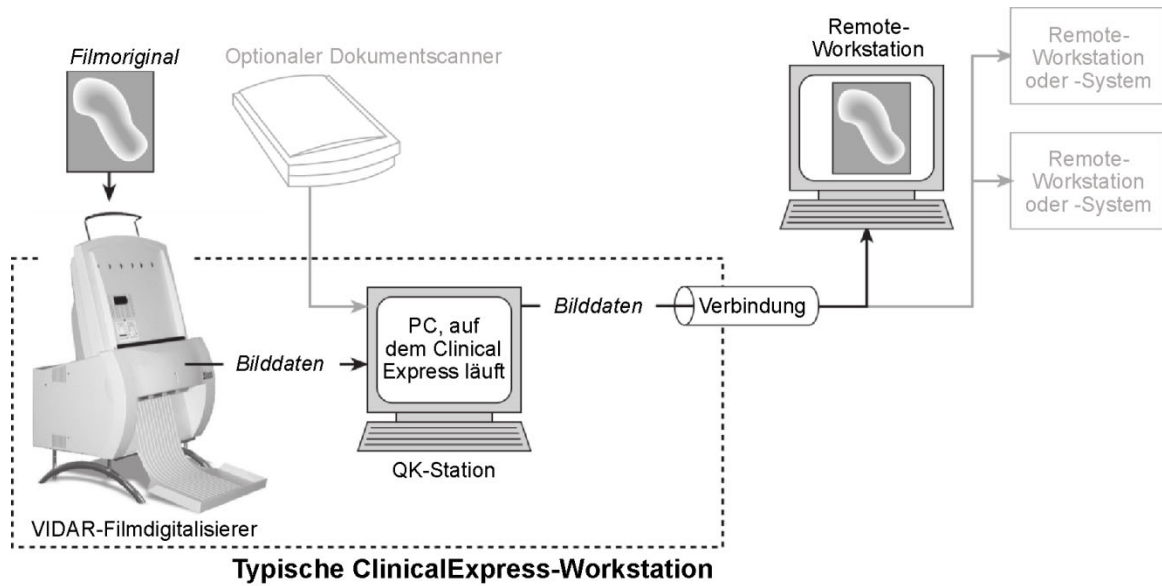 Filmoriginal
Optionaler Dokumentscanner
Remote-
Workstation
Remote-
Workstation
oder -System
Remote-
Workstation
oder -System
Bilddaten
PC, auf
dem Clinical
Express läuft
Bilddaten
Verbindung
QK-Station
VIDAR-Filmdigitalisierer
Typische ClinicalExpress-Workstation